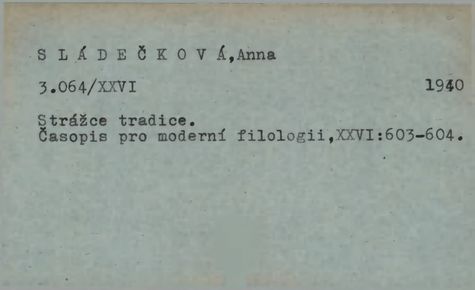 S L Á D E Č K O V Á,Anna
3.064/XXVI 1940
Strážce tradice.
Časopis pro moderní filologii,XXVI:603-604.